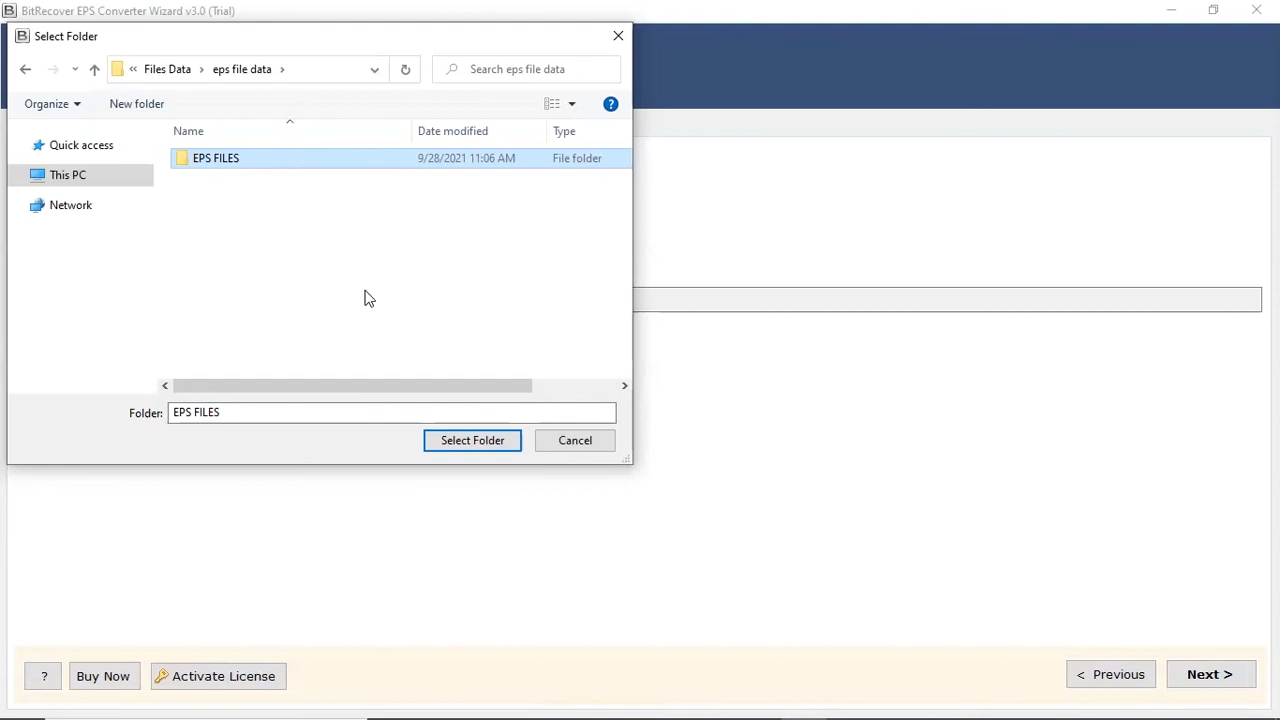 BitRecover EPS Converter Wizard v3.0 (Trial)
Select Folder
« Files Data > eps file data >
Search eps file data
Organize
New folder
?
Name
Date modified
Type
Quick access
EPS FILES
9/28/2021 11:06 AM
File folder
This PC
Network
Folder: EPS FILES
Select Folder
Cancel
?
Buy Now
Activate License
< Previous
Next >